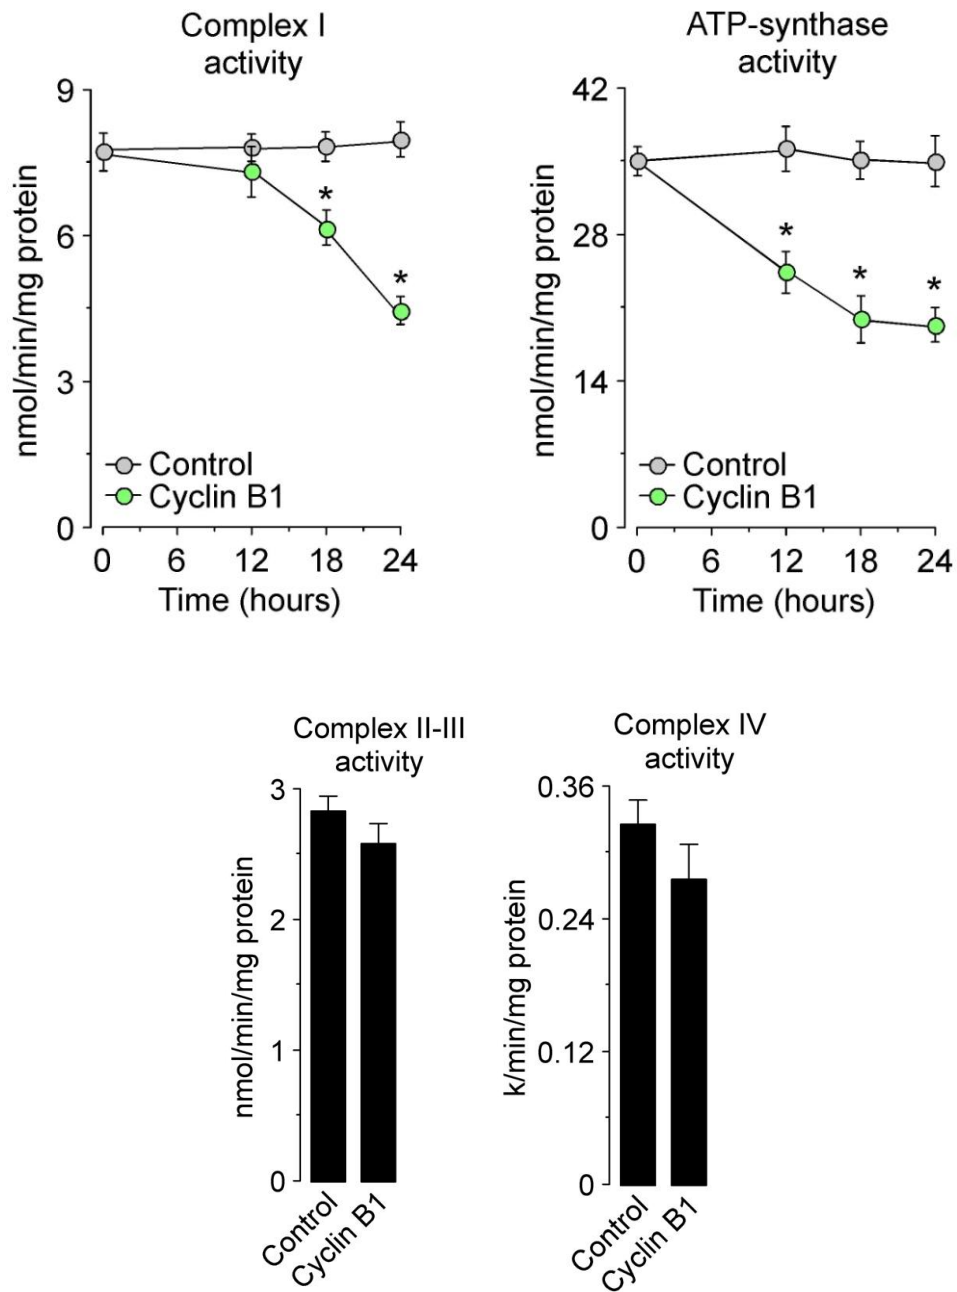 Complex I
activity
nmol/min/mg protein
9
6
3
0
*
*
Control
Cyclin B1
0 6 12 18 24
Time (hours)
ATP-synthase
activity
nmol/min/mg protein
42
28
14
0
*
*
*
Control
Cyclin B1
0 6 12 18 24
Time (hours)
Complex II-III
activity
nmol/min/mg protein
3
2
1
0
Control
Cyclin B1
Complex IV
activity
k/min/mg protein
0.36
0.24
0.12
0
Control
Cyclin B1